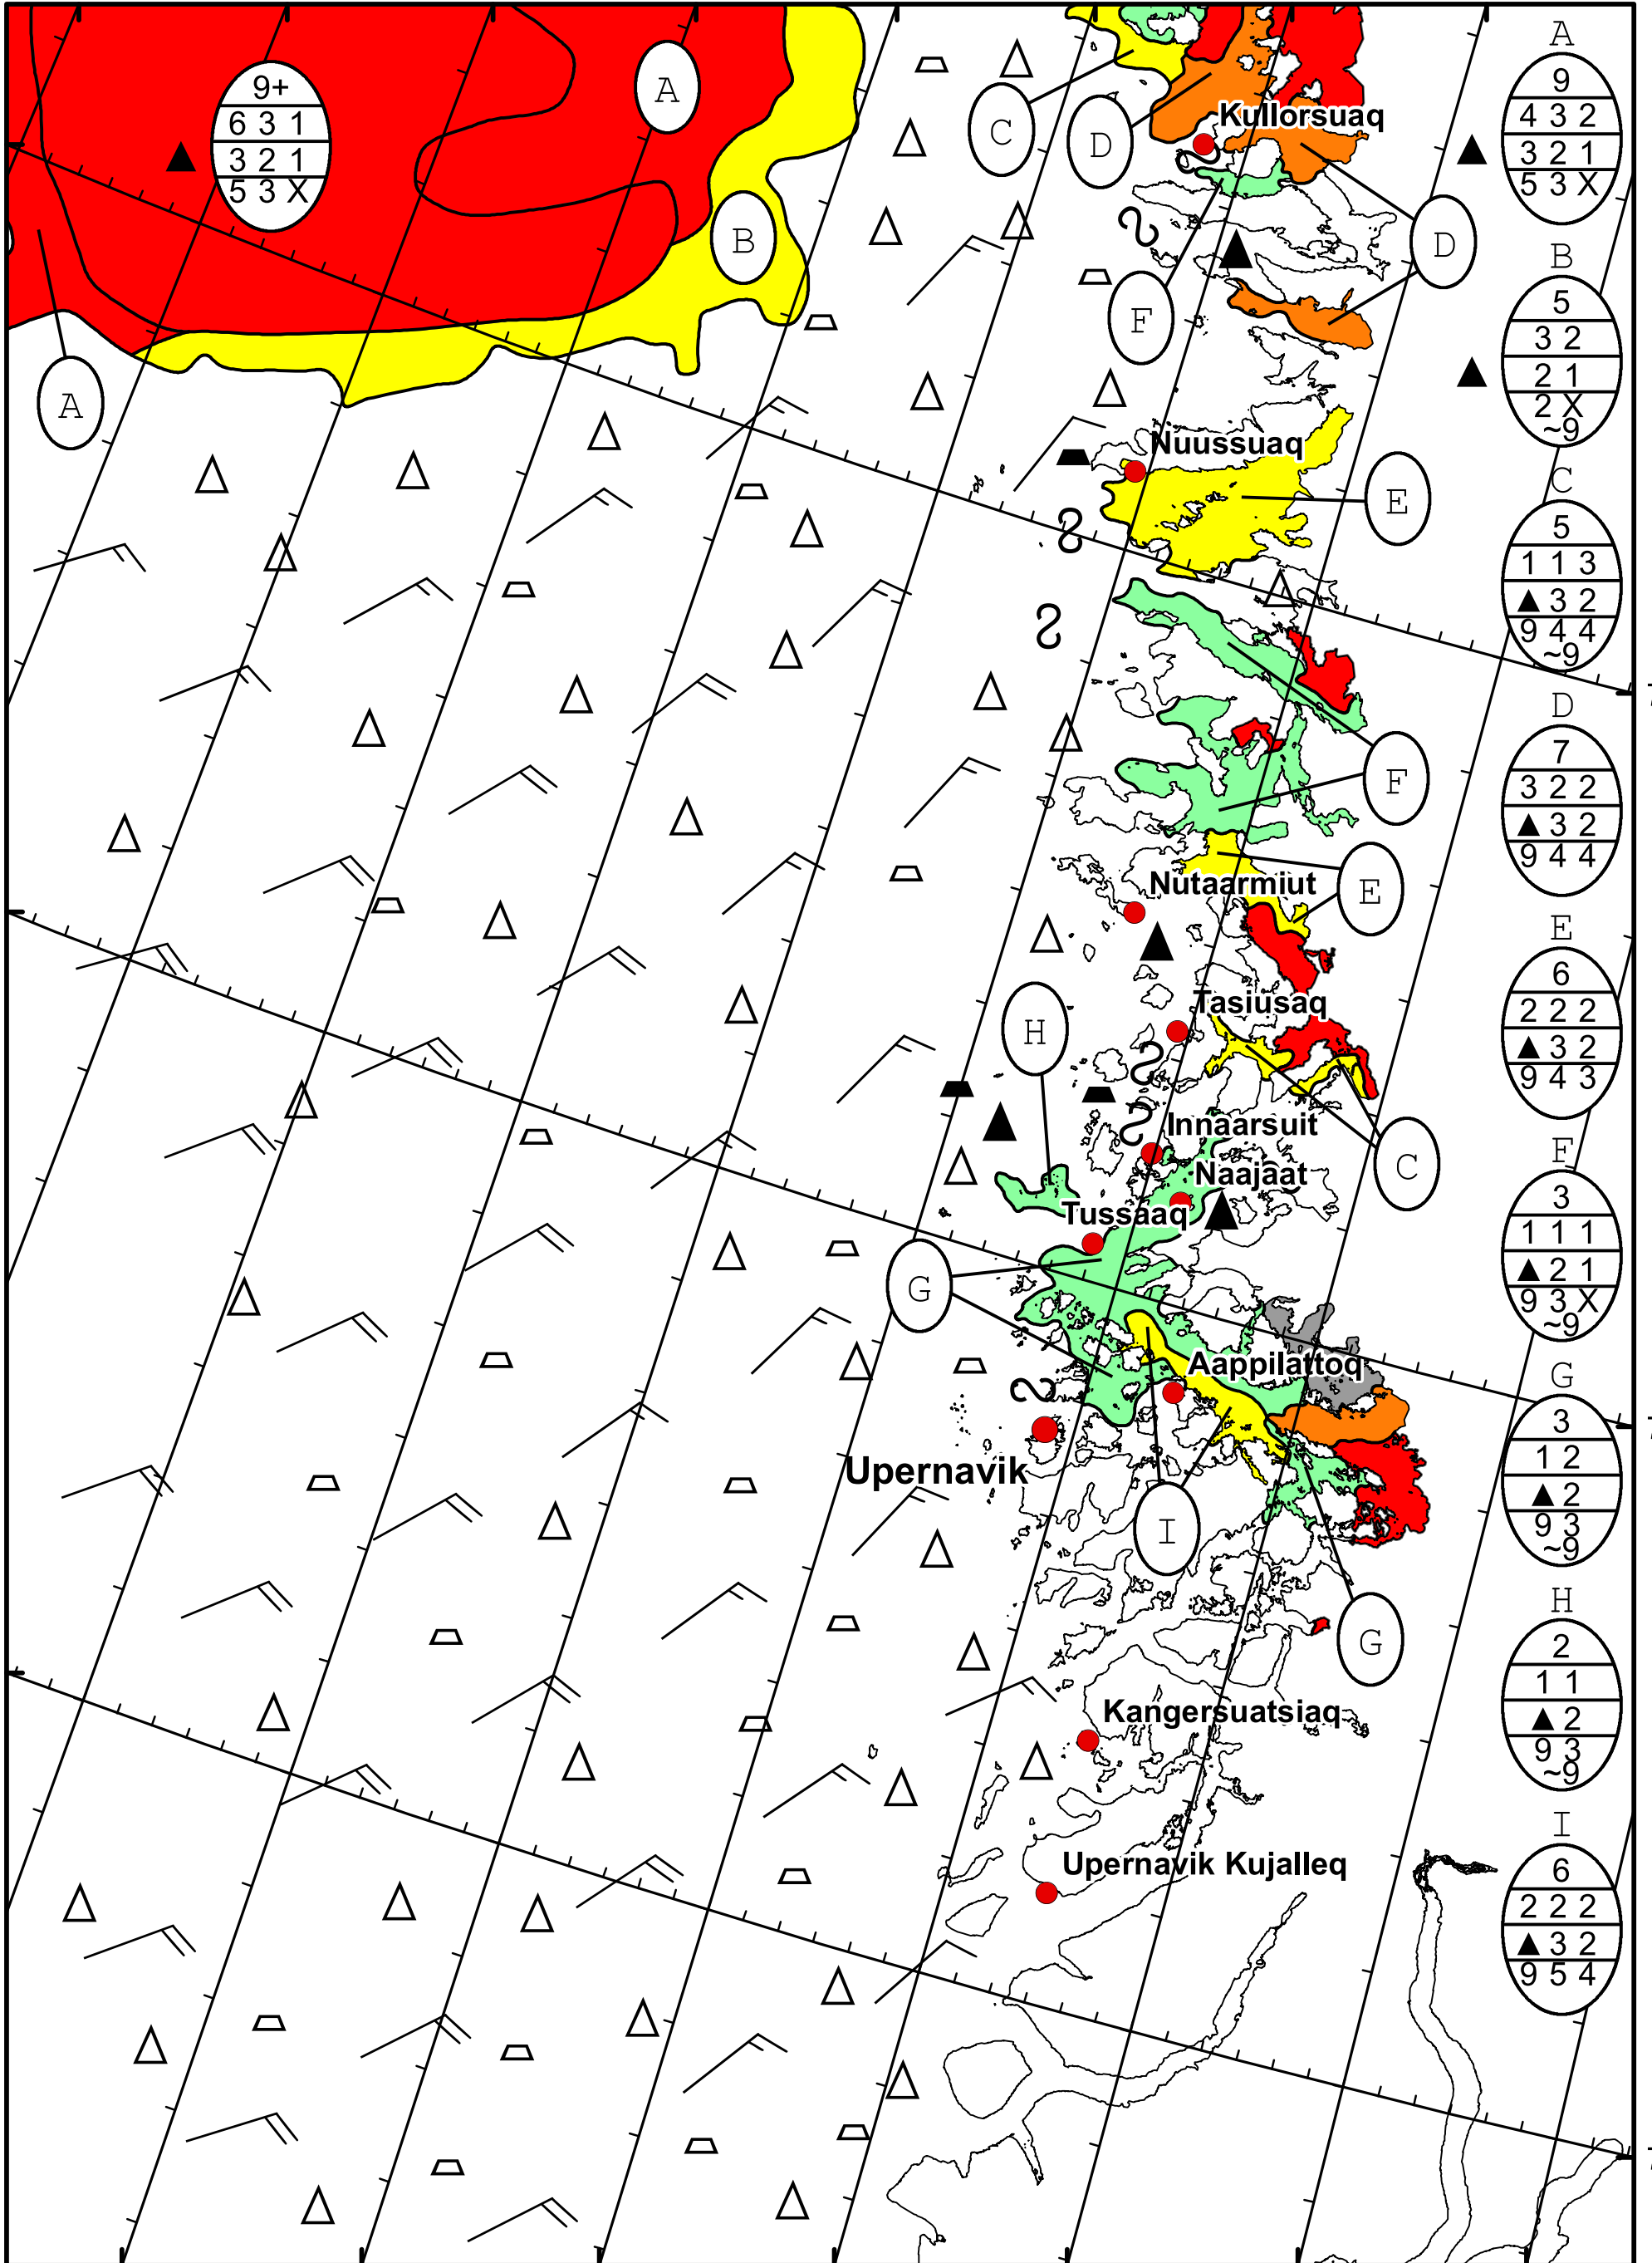 A
9
4 3 2
3 2 1
5 3 X
B
5
3 2
2 1
2 X
~9
C
5
1 1 3
▲ 3 2
9 4 4
~9
D
7
3 2 2
▲ 3 2
9 4 4
E
6
2 2 2
▲ 3 2
9 4 3
F
3
1 1 1
▲ 2 1
9 3 X
~9
G
3
1 2
▲ 2
9 3
~9
H
2
1 1
▲ 2
9 3
~9
I
6
2 2 2
▲ 3 2
9 5 4
9+
6 3 1
3 2 1
5 3 X
A
A
B
C
D
Kullorsuaq
D
F
Nuussuaq
E
F
E
Nutaarmiut
Tasiusaq
H
Innaarsuit
C
Naajaat
Tussaaq
G
Aappilattoq
Upernavik
I
G
Kangersuatsiaq
Upernavik Kujalleq